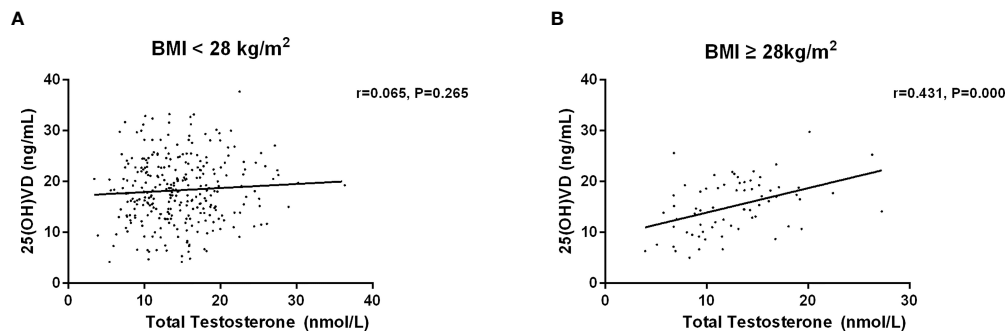 A
BMI < 28 kg/m²
r=0.065, P=0.265
40
30
20
10
0
25(OH)VD (ng/mL)
0 10 20 30 40
Total Testosterone (nmol/L)
B
BMI ≥ 28kg/m²
r=0.431, P=0.000
40
30
20
10
0
25(OH)VD (ng/mL)
0 10 20 30
Total Testosterone (nmol/L)